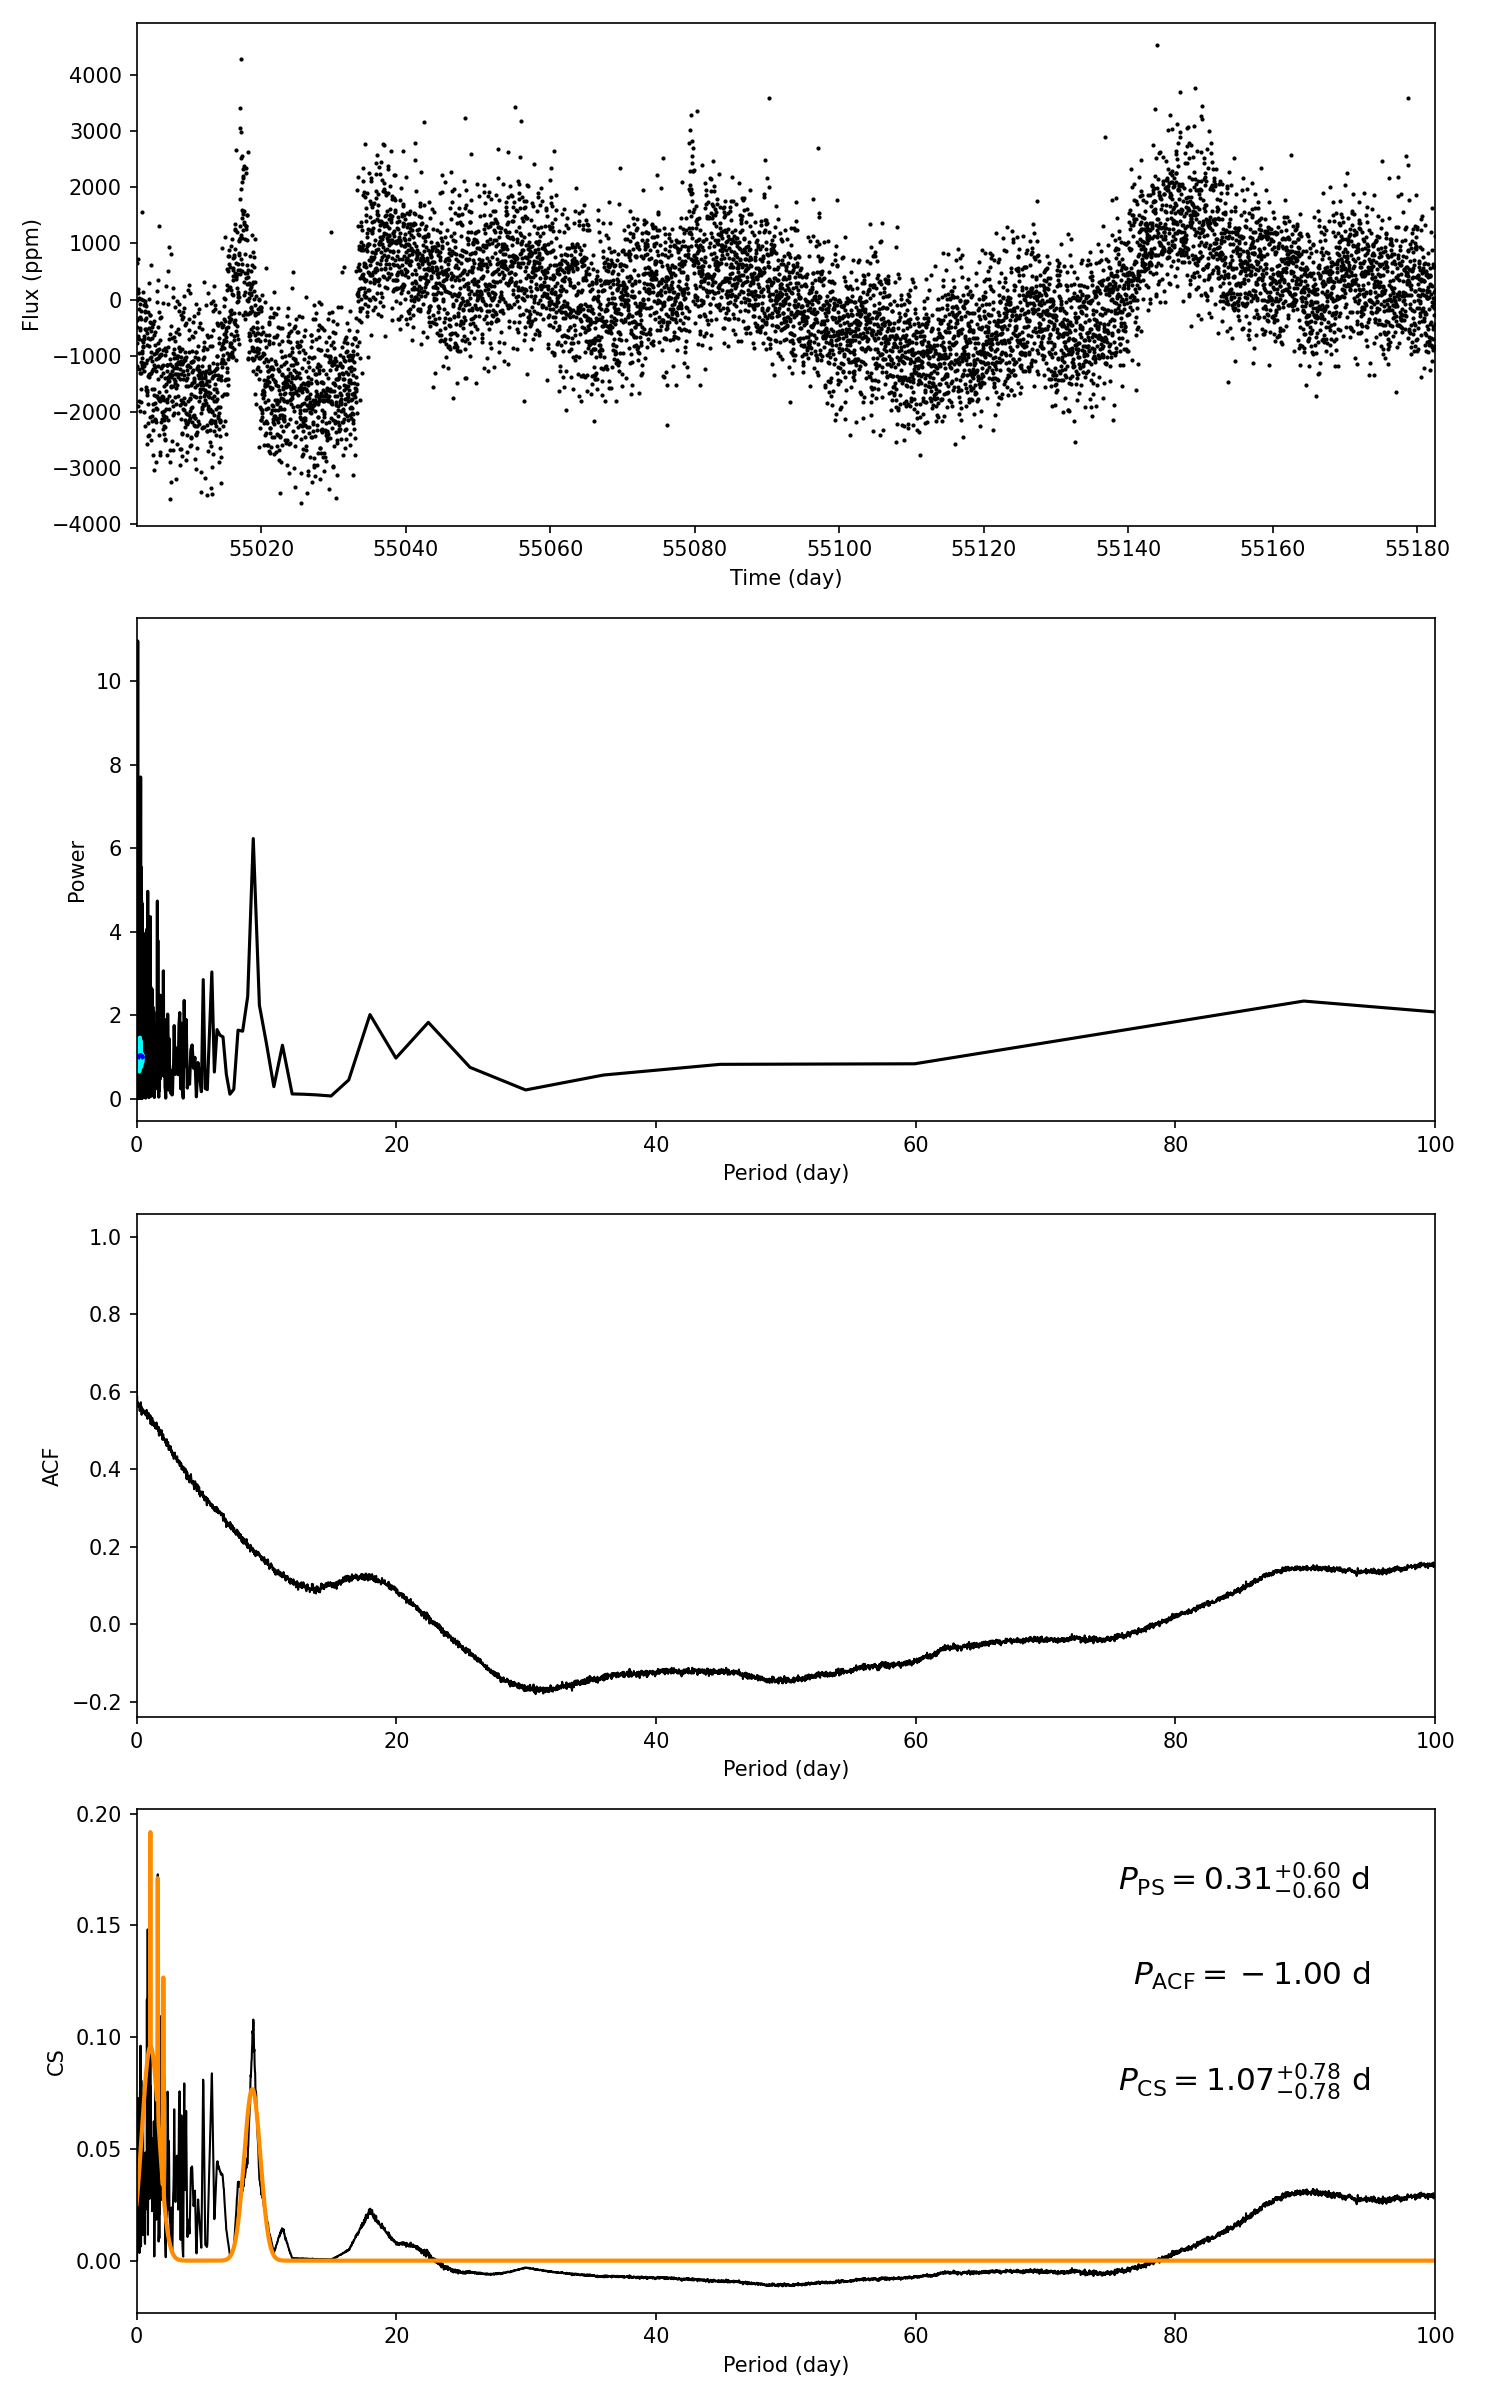 4000
3000
2000
1000
0
−1000
−2000
−3000
−4000
Flux (ppm)
55020 55040 55060 55080 55100 55120 55140 55160 55180
Time (day)
10
8
6
4
2
0
Power
0 20 40 60 80 100
Period (day)
1.0
0.8
0.6
0.4
0.2
0.0
−0.2
ACF
0 20 40 60 80 100
Period (day)
0.20
0.15
0.10
0.05
0.00
CS
P_PS = 0.31 +0.60 −0.60 d
P_ACF = −1.00 d
P_CS = 1.07 +0.78 −0.78 d
0 20 40 60 80 100
Period (day)